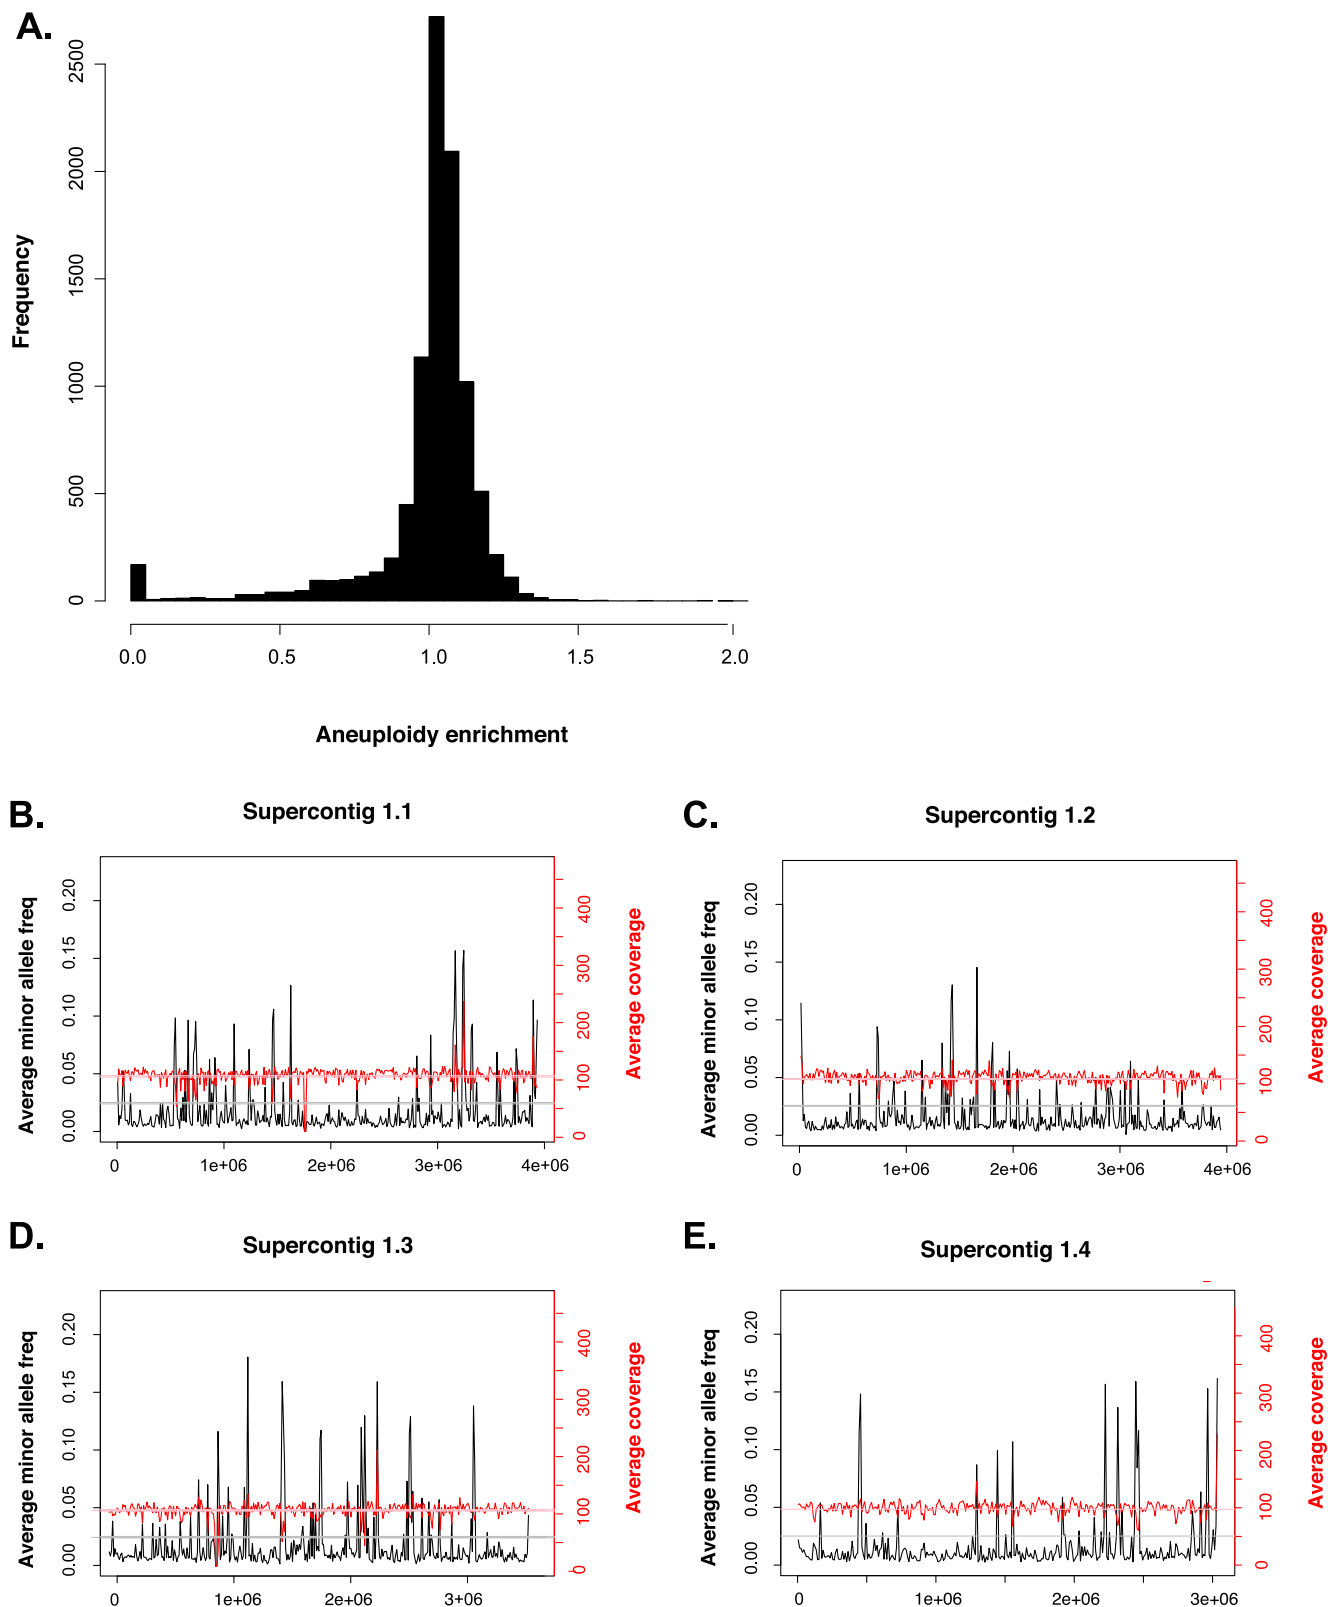 A.
2500
2000
1500
1000
500
0
Frequency
0.0 0.5 1.0 1.5 2.0
Aneuploidy enrichment
B.
Supercontig 1.1
Average minor allele freq
0.00 0.05 0.10 0.15 0.20
0 100 200 300 400
Average coverage
0 1e+06 2e+06 3e+06 4e+06
C.
Supercontig 1.2
Average minor allele freq
0.00 0.05 0.10 0.15 0.20
0 100 200 300 400
Average coverage
0 1e+06 2e+06 3e+06 4e+06
D.
Supercontig 1.3
Average minor allele freq
0.00 0.05 0.10 0.15 0.20
0 100 200 300 400
Average coverage
0 1e+06 2e+06 3e+06
E.
Supercontig 1.4
Average minor allele freq
0.00 0.05 0.10 0.15 0.20
0 100 200 300 400
Average coverage
0 1e+06 2e+06 3e+06